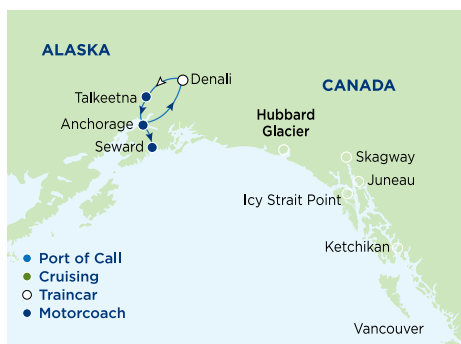 ALASKA
Denali
Talkeetna
CANADA
Anchorage
Hubbard
Glacier
Seward
Skagway
Juneau
Icy Strait Point
Ketchikan
Port of Call
Cruising
Traincar
Motorcoach
Vancouver